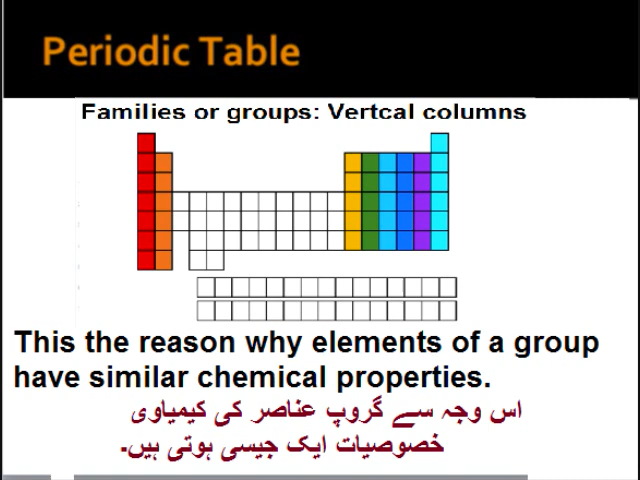 Periodic Table
Families or groups: Vertcal columns
This the reason why elements of a group
have similar chemical properties.
اس وجہ سے گروپ عناصر کی کیمیاوی
خصوصیات ایک جیسی ہوتی ہیں۔